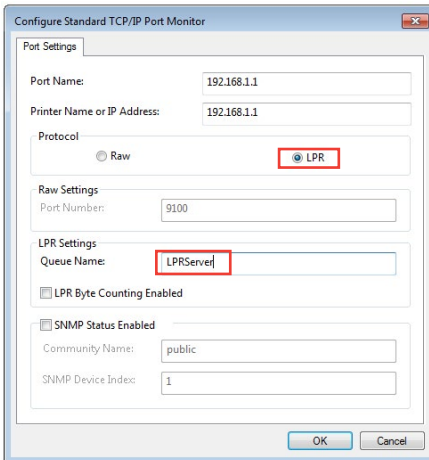 Configure Standard TCP/IP Port Monitor
Port Settings
Port Name: 192.168.1.1
Printer Name or IP Address: 192.168.1.1
Protocol
Raw LPR
Raw Settings
Port Number: 9100
LPR Settings
Queue Name: LPRServer
LPR Byte Counting Enabled
SNMP Status Enabled
Community Name: public
SNMP Device Index: 1
OK Cancel